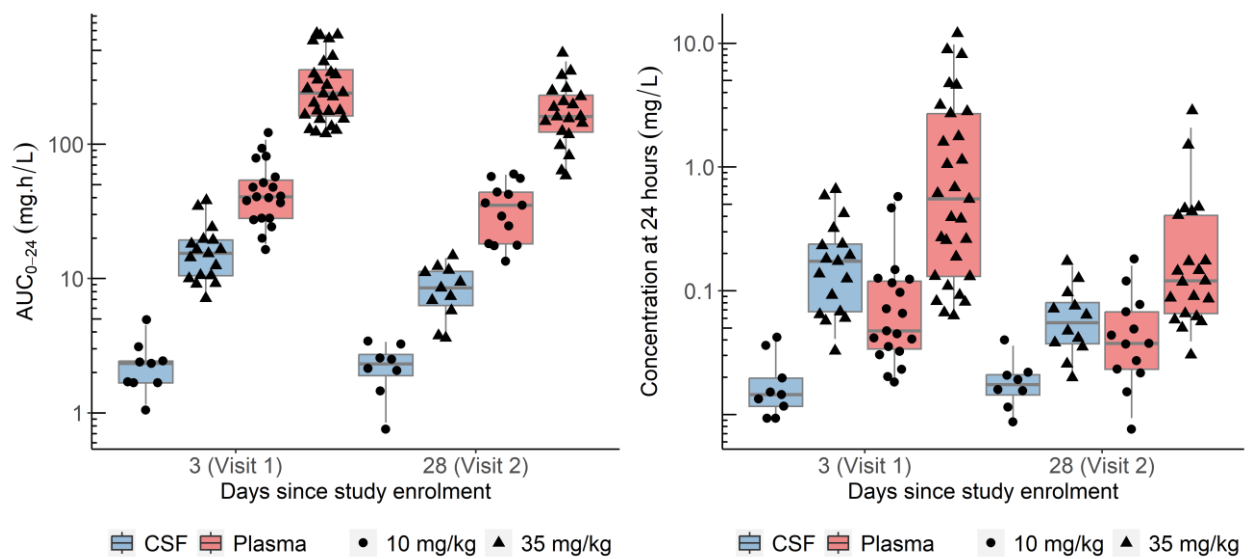 AUC0–24 (mg.h/L)
100
10
1
3 (Visit 1) 28 (Visit 2)
Days since study enrolment
CSF Plasma 10 mg/kg 35 mg/kg
Concentration at 24 hours (mg/L)
10.0
1.0
0.1
3 (Visit 1) 28 (Visit 2)
Days since study enrolment
CSF Plasma 10 mg/kg 35 mg/kg